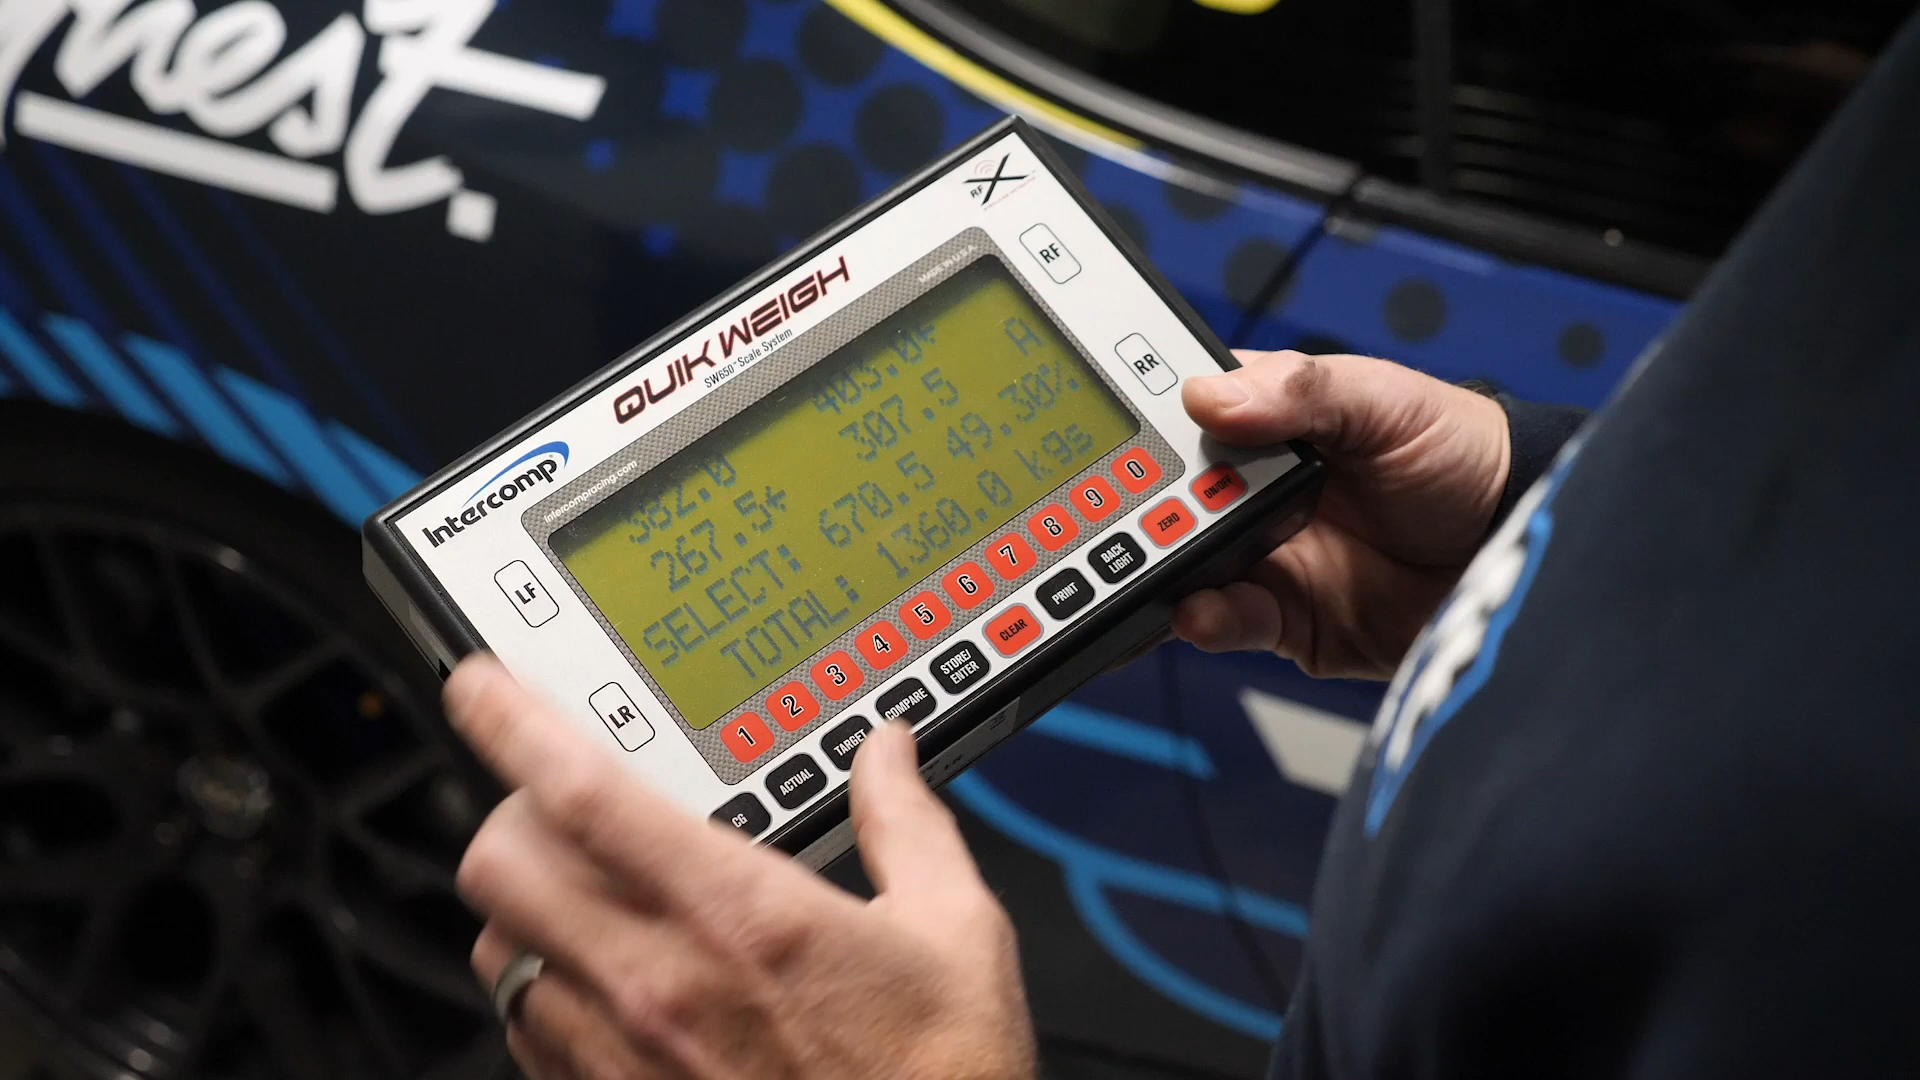 RF X
RF
MADE IN U.S.A.
QUIK WEIGH
SW650™ Scale System
RR
Intercomp®
intercompracing.com
LF
LR
382.0 403.0 A
267.5 307.5
SELECT: 670.5 49.30%
TOTAL: 1360.0 kgs
1 2 3 4 5 6 7 8 9 0
CG ACTUAL TARGET COMPARE STORE/ENTER CLEAR PRINT BACK LIGHT ZERO ON/OFF